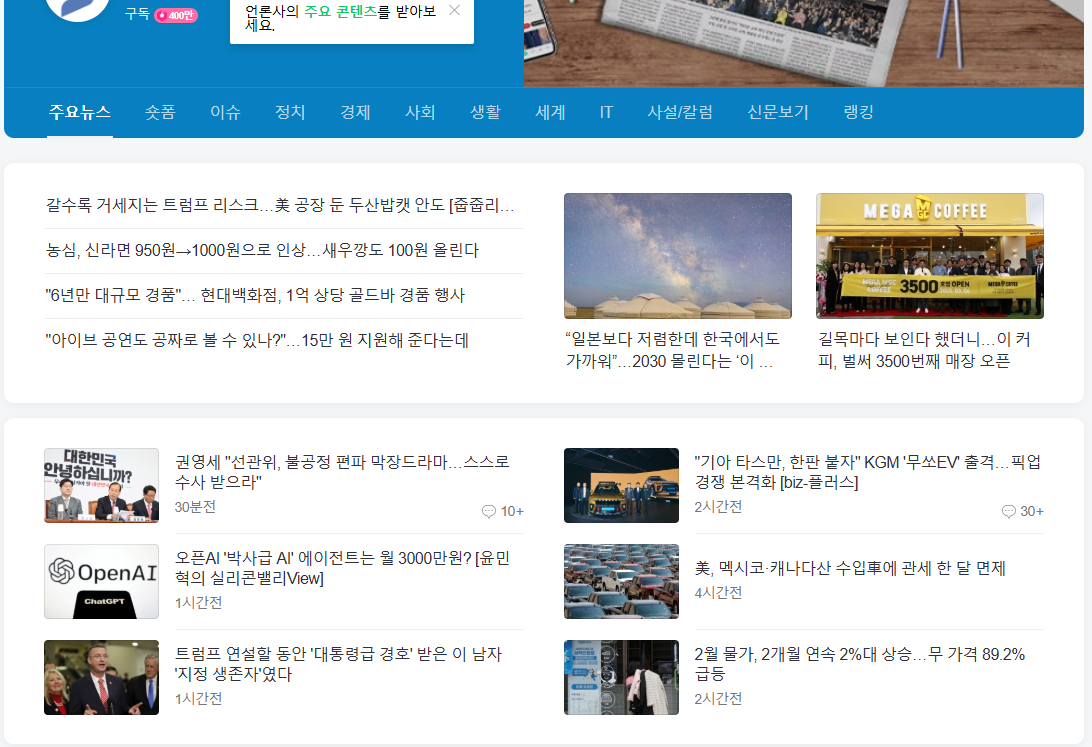 구독 400만
언론사의 주요 콘텐츠를 받아보
세요.
주요뉴스 숏폼 이슈 정치 경제 사회 생활 세계 IT 사설/칼럼 신문보기 랭킹
갈수록 거세지는 트럼프 리스크…美 공장 둔 두산밥캣 안도 [줍줍리…
농심, 신라면 950원→1000원으로 인상…새우깡도 100원 올린다
"6년만 대규모 경품"… 현대백화점, 1억 상당 골드바 경품 행사
"아이브 공연도 공짜로 볼 수 있나?"…15만 원 지원해 준다는데
“일본보다 저렴한데 한국에서도
가까워”…2030 몰린다는 ‘이 …
MEGA MGC COFFEE
MEGA MGC
COFFEE
3500 호점 OPEN
MEGA COFFEE
길목마다 보인다 했더니…이 커
피, 벌써 3500번째 매장 오픈
대한민국
안녕하십니까?
권영세 "선관위, 불공정 편파 막장드라마…스스로
수사 받으라"
30분전
10+
"기아 타스만, 한판 붙자" KGM '무쏘EV' 출격…픽업
경쟁 본격화 [biz-플러스]
2시간전
30+
OpenAI
ChatGPT
오픈AI '박사급 AI' 에이전트는 월 3000만원? [윤민
혁의 실리콘밸리View]
1시간전
美, 멕시코·캐나다산 수입車에 관세 한 달 면제
4시간전
트럼프 연설할 동안 '대통령급 경호' 받은 이 남자
'지정 생존자'였다
1시간전
2월 물가, 2개월 연속 2%대 상승…무 가격 89.2%
급등
2시간전